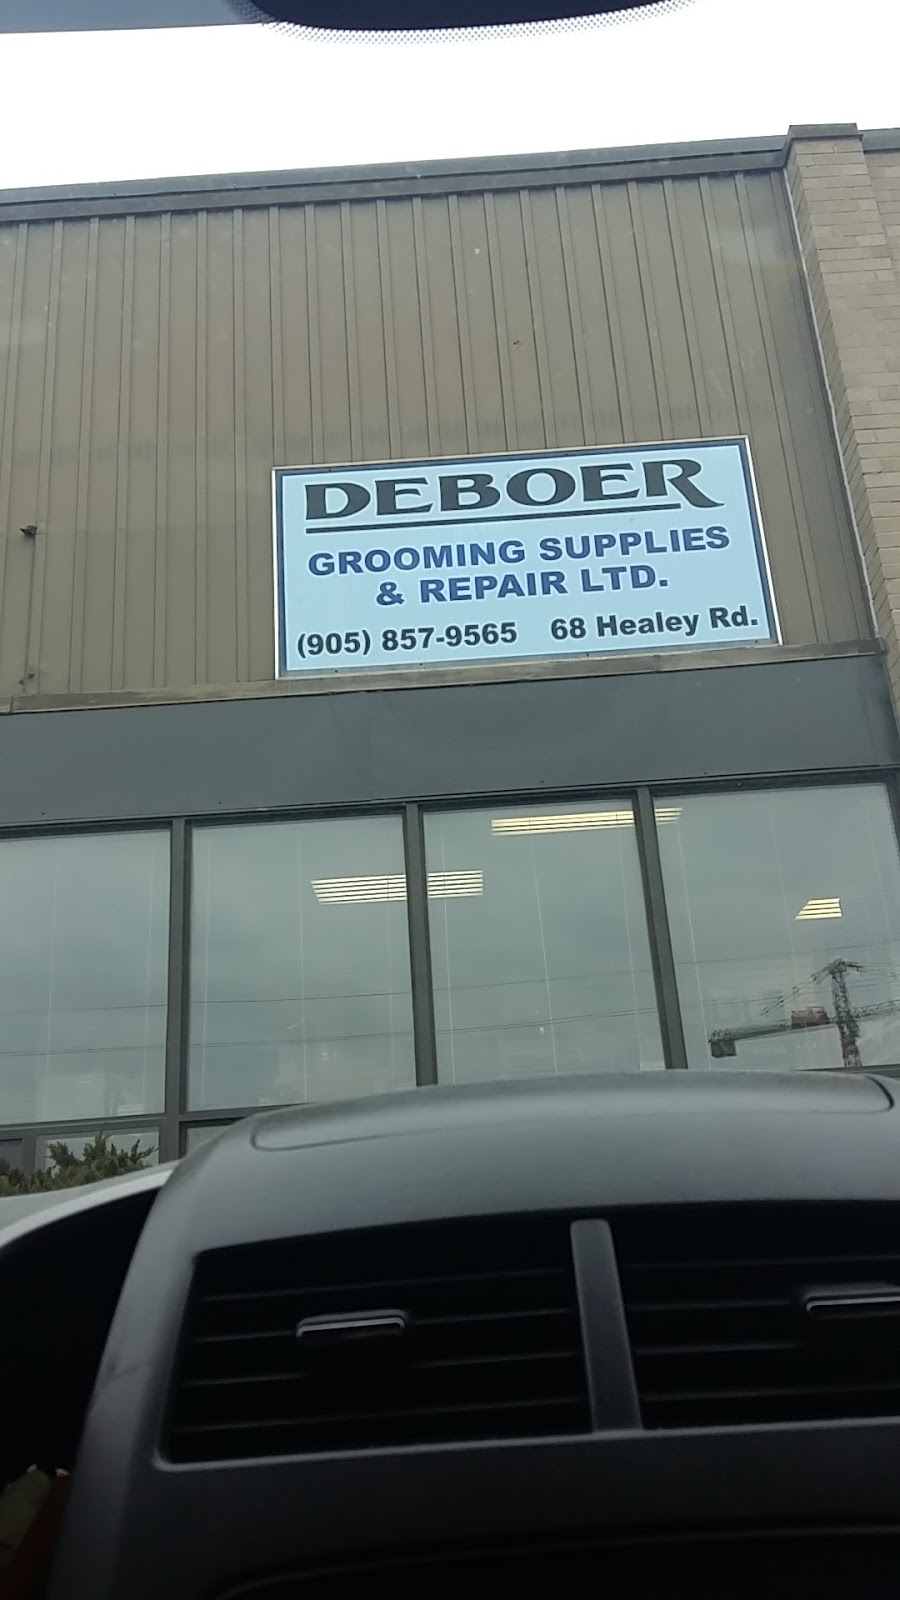 DEBOER
GROOMING SUPPLIES
& REPAIR LTD.
(905) 857-9565 68 Healey Rd.